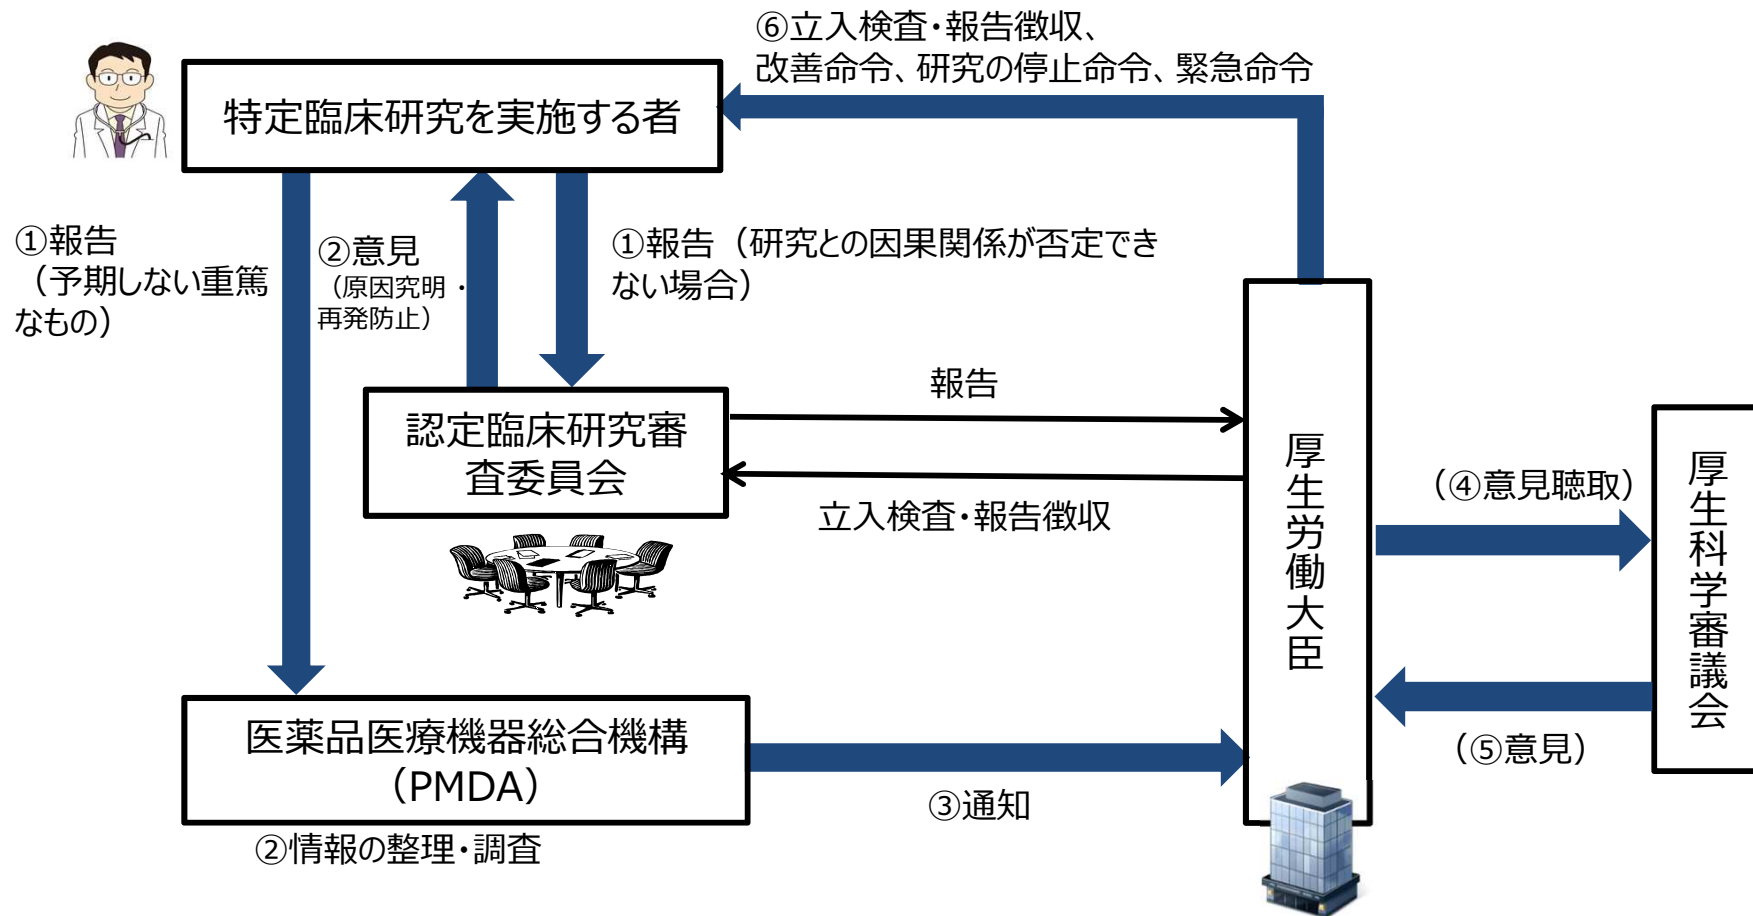 ⑥立入検査・報告徴収、
改善命令、研究の停止命令、緊急命令
特定臨床研究を実施する者
①報告
（予期しない重篤
なもの）
②意見
（原因究明・
再発防止）
①報告（研究との因果関係が否定でき
ない場合）
認定臨床研究審
査委員会
報告
立入検査・報告徴収
厚生労働大臣
（④意見聴取）
厚生科学審議会
（⑤意見）
医薬品医療機器総合機構
（PMDA）
③通知
②情報の整理・調査